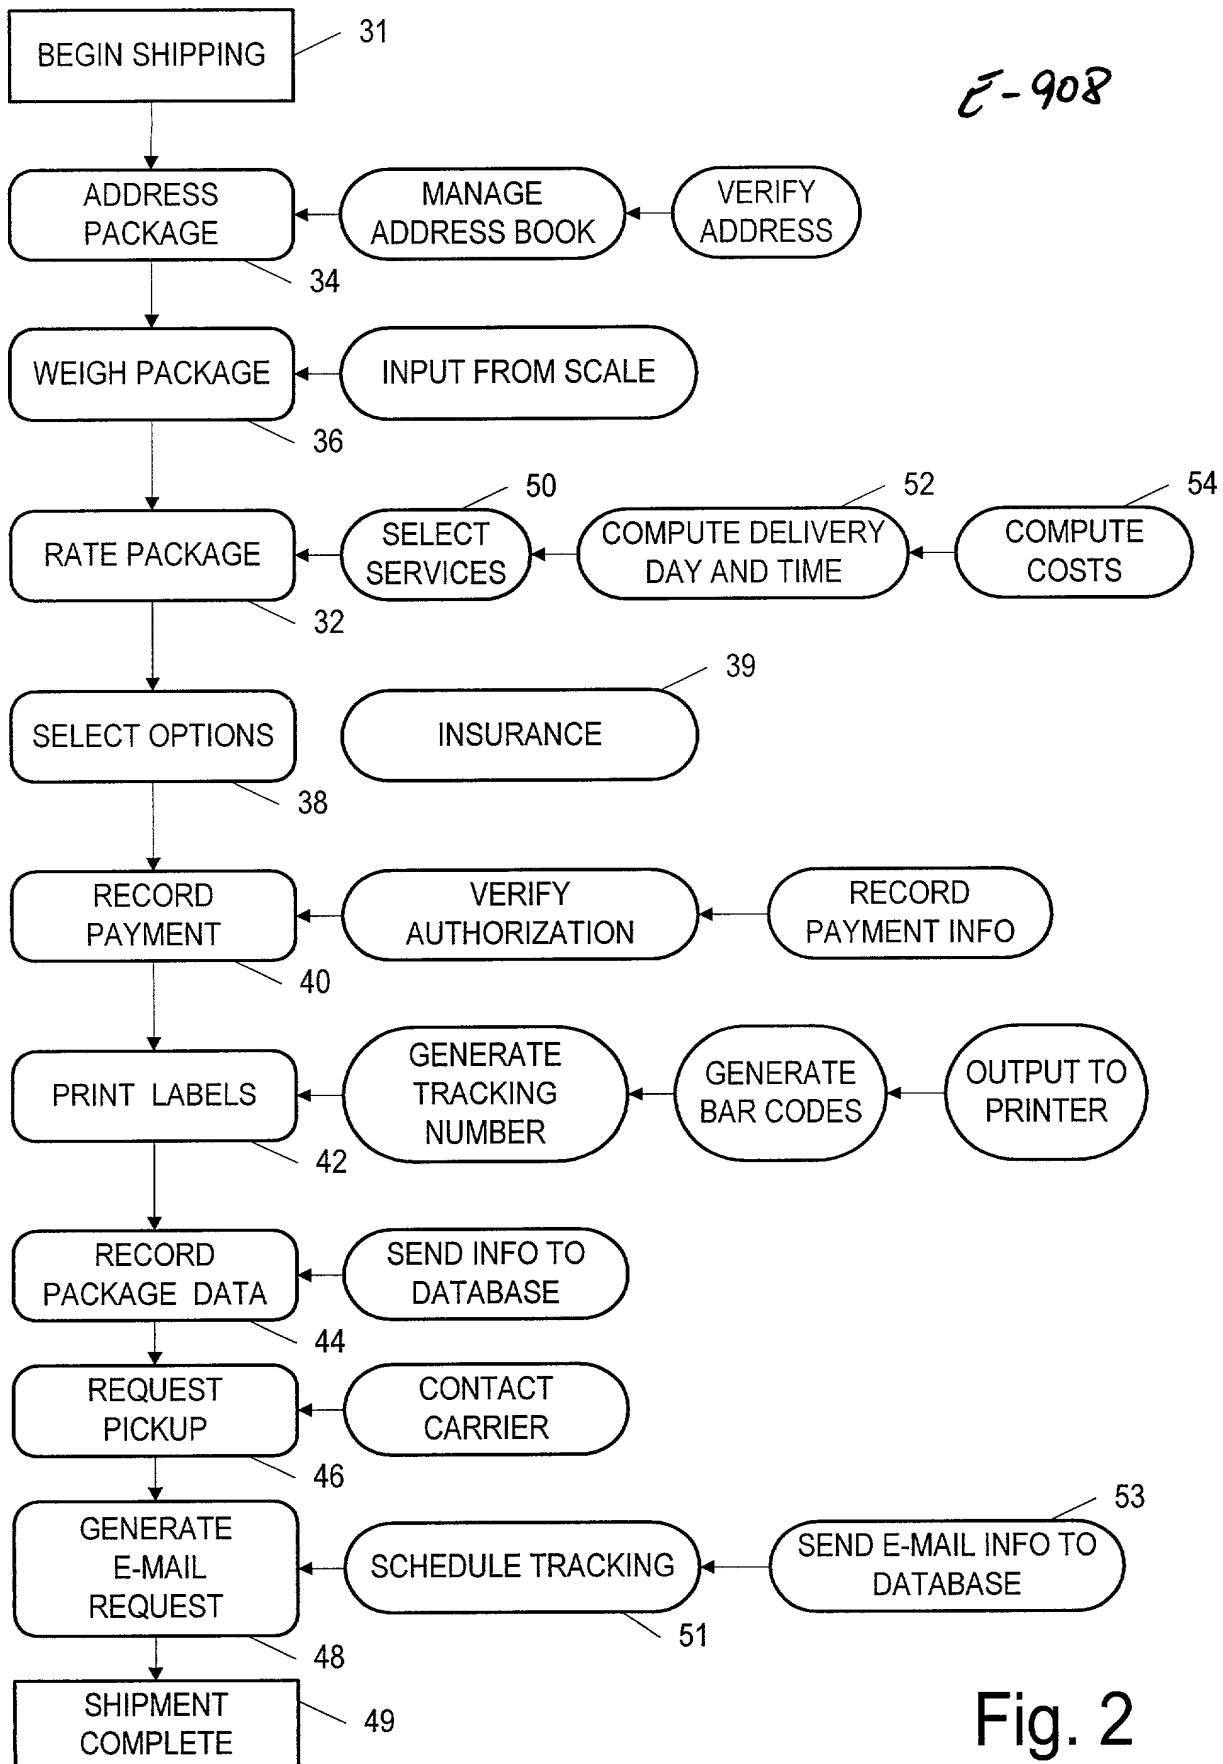 BEGIN SHIPPING
31
E-908
ADDRESS
PACKAGE
MANAGE
ADDRESS BOOK
VERIFY
ADDRESS
34
WEIGH PACKAGE
INPUT FROM SCALE
36
50
52
54
RATE PACKAGE
SELECT
SERVICES
COMPUTE DELIVERY
DAY AND TIME
COMPUTE
COSTS
32
39
SELECT OPTIONS
INSURANCE
38
RECORD
PAYMENT
VERIFY
AUTHORIZATION
RECORD
PAYMENT INFO
40
PRINT LABELS
GENERATE
TRACKING
NUMBER
GENERATE
BAR CODES
OUTPUT TO
PRINTER
42
RECORD
PACKAGE DATA
SEND INFO TO
DATABASE
44
REQUEST
PICKUP
CONTACT
CARRIER
46
53
GENERATE
E-MAIL
REQUEST
SCHEDULE TRACKING
SEND E-MAIL INFO TO
DATABASE
51
48
SHIPMENT
COMPLETE
49
Fig. 2